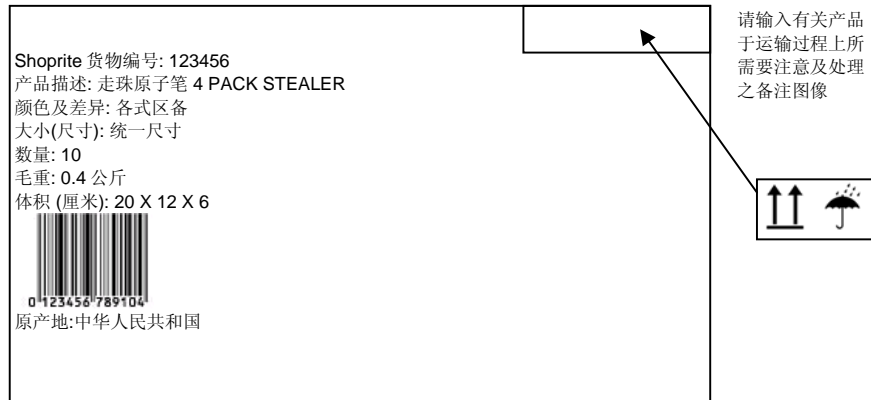 Shoprite 货物编号: 123456
产品描述: 走珠原子笔 4 PACK STEALER
颜色及差异: 各式区备
大小(尺寸): 统一尺寸
数量: 10
毛重: 0.4 公斤
体积 (厘米): 20 X 12 X 6
0 123456 789104
原产地:中华人民共和国
请输入有关产品
于运输过程上所
需要注意及处理
之备注图像